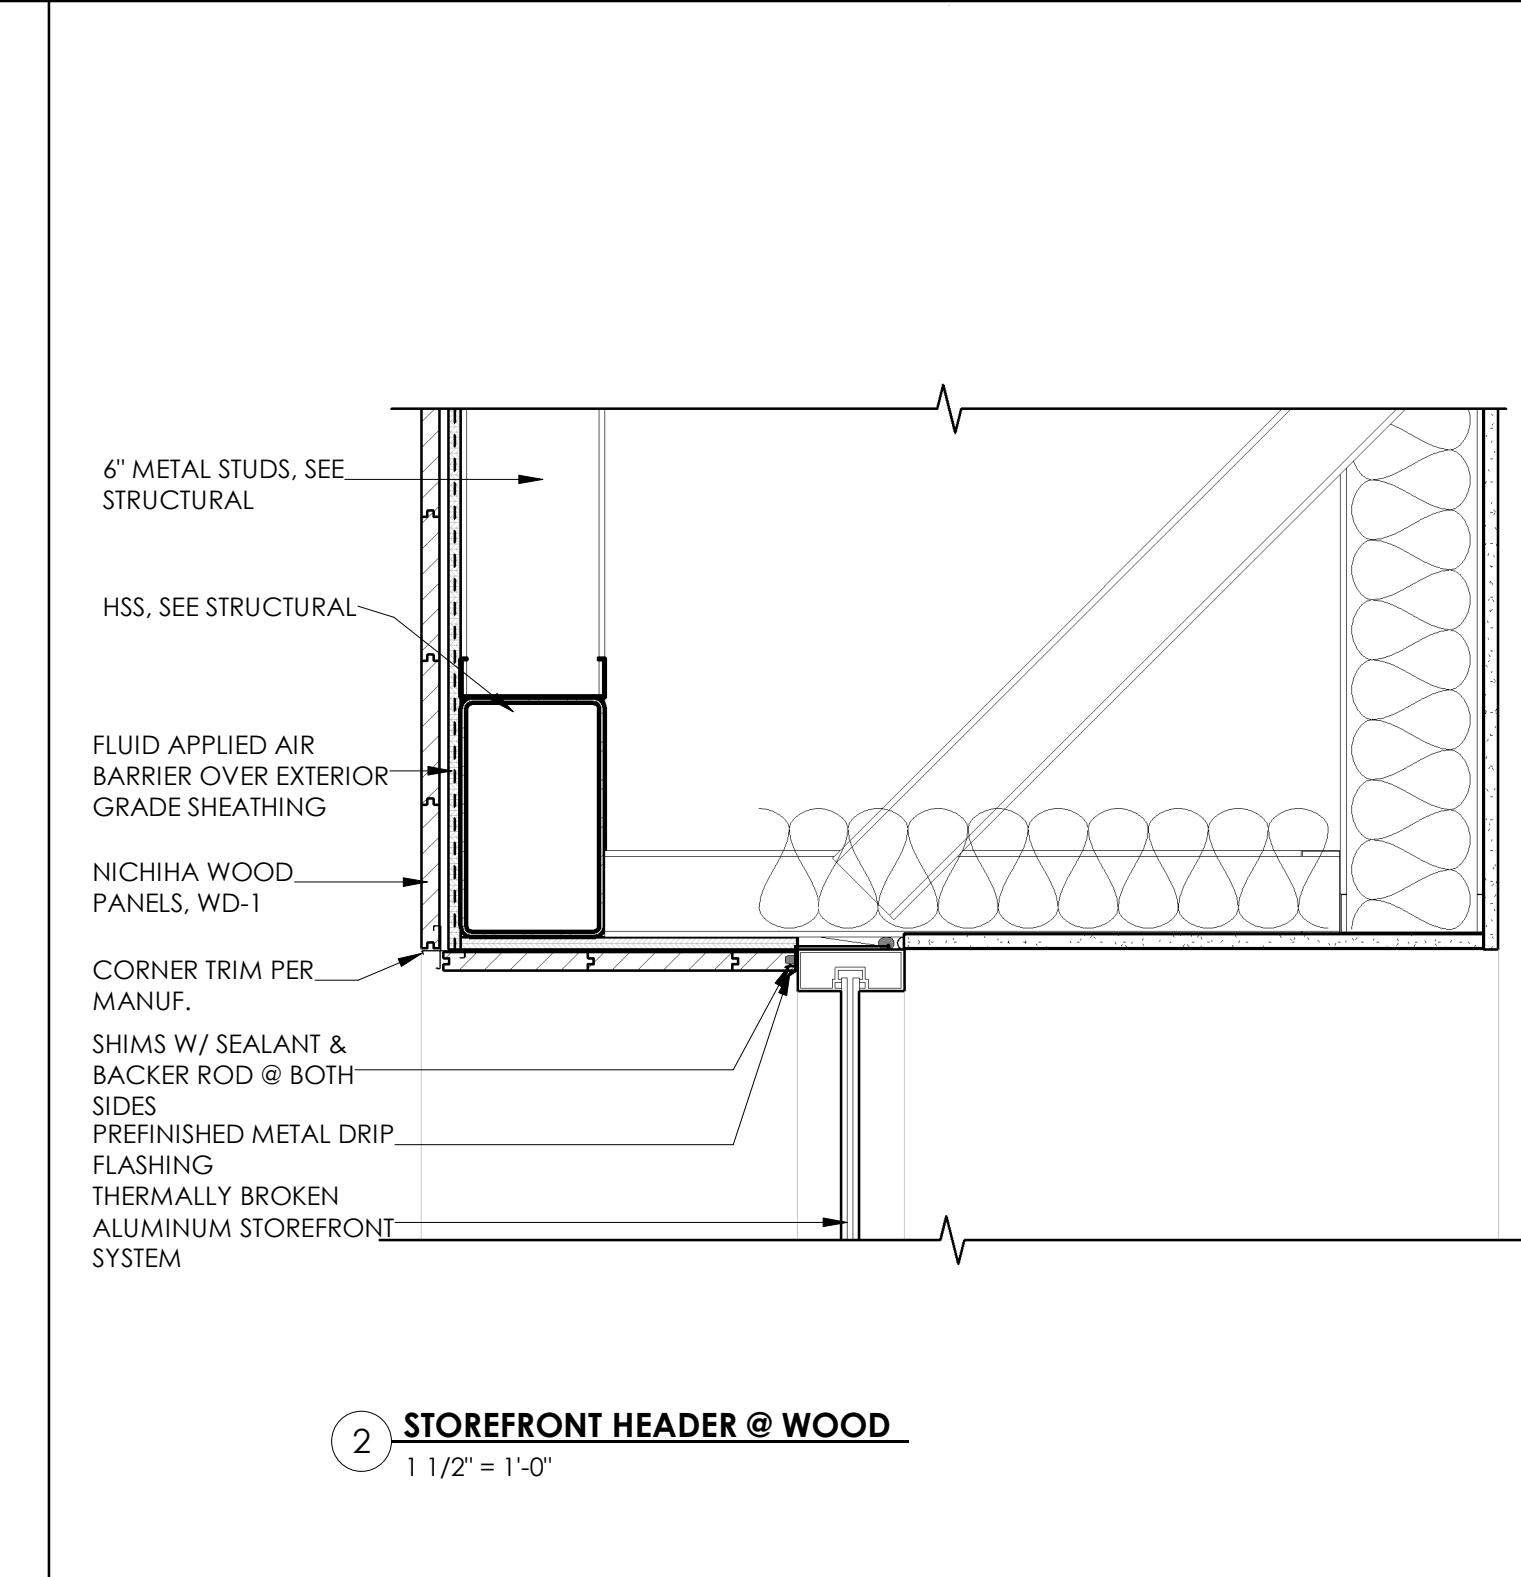 6" METAL STUDS, SEE
STRUCTURAL
HSS, SEE STRUCTURAL
FLUID APPLIED AIR
BARRIER OVER EXTERIOR
GRADE SHEATHING
NICHIHA WOOD
PANELS, WD-1
CORNER TRIM PER
MANUF.
SHIMS W/ SEALANT &
BACKER ROD @ BOTH
SIDES
PREFINISHED METAL DRIP
FLASHING
THERMALLY BROKEN
ALUMINUM STOREFRONT
SYSTEM
2
STOREFRONT HEADER @ WOOD
1 1/2" = 1'-0"